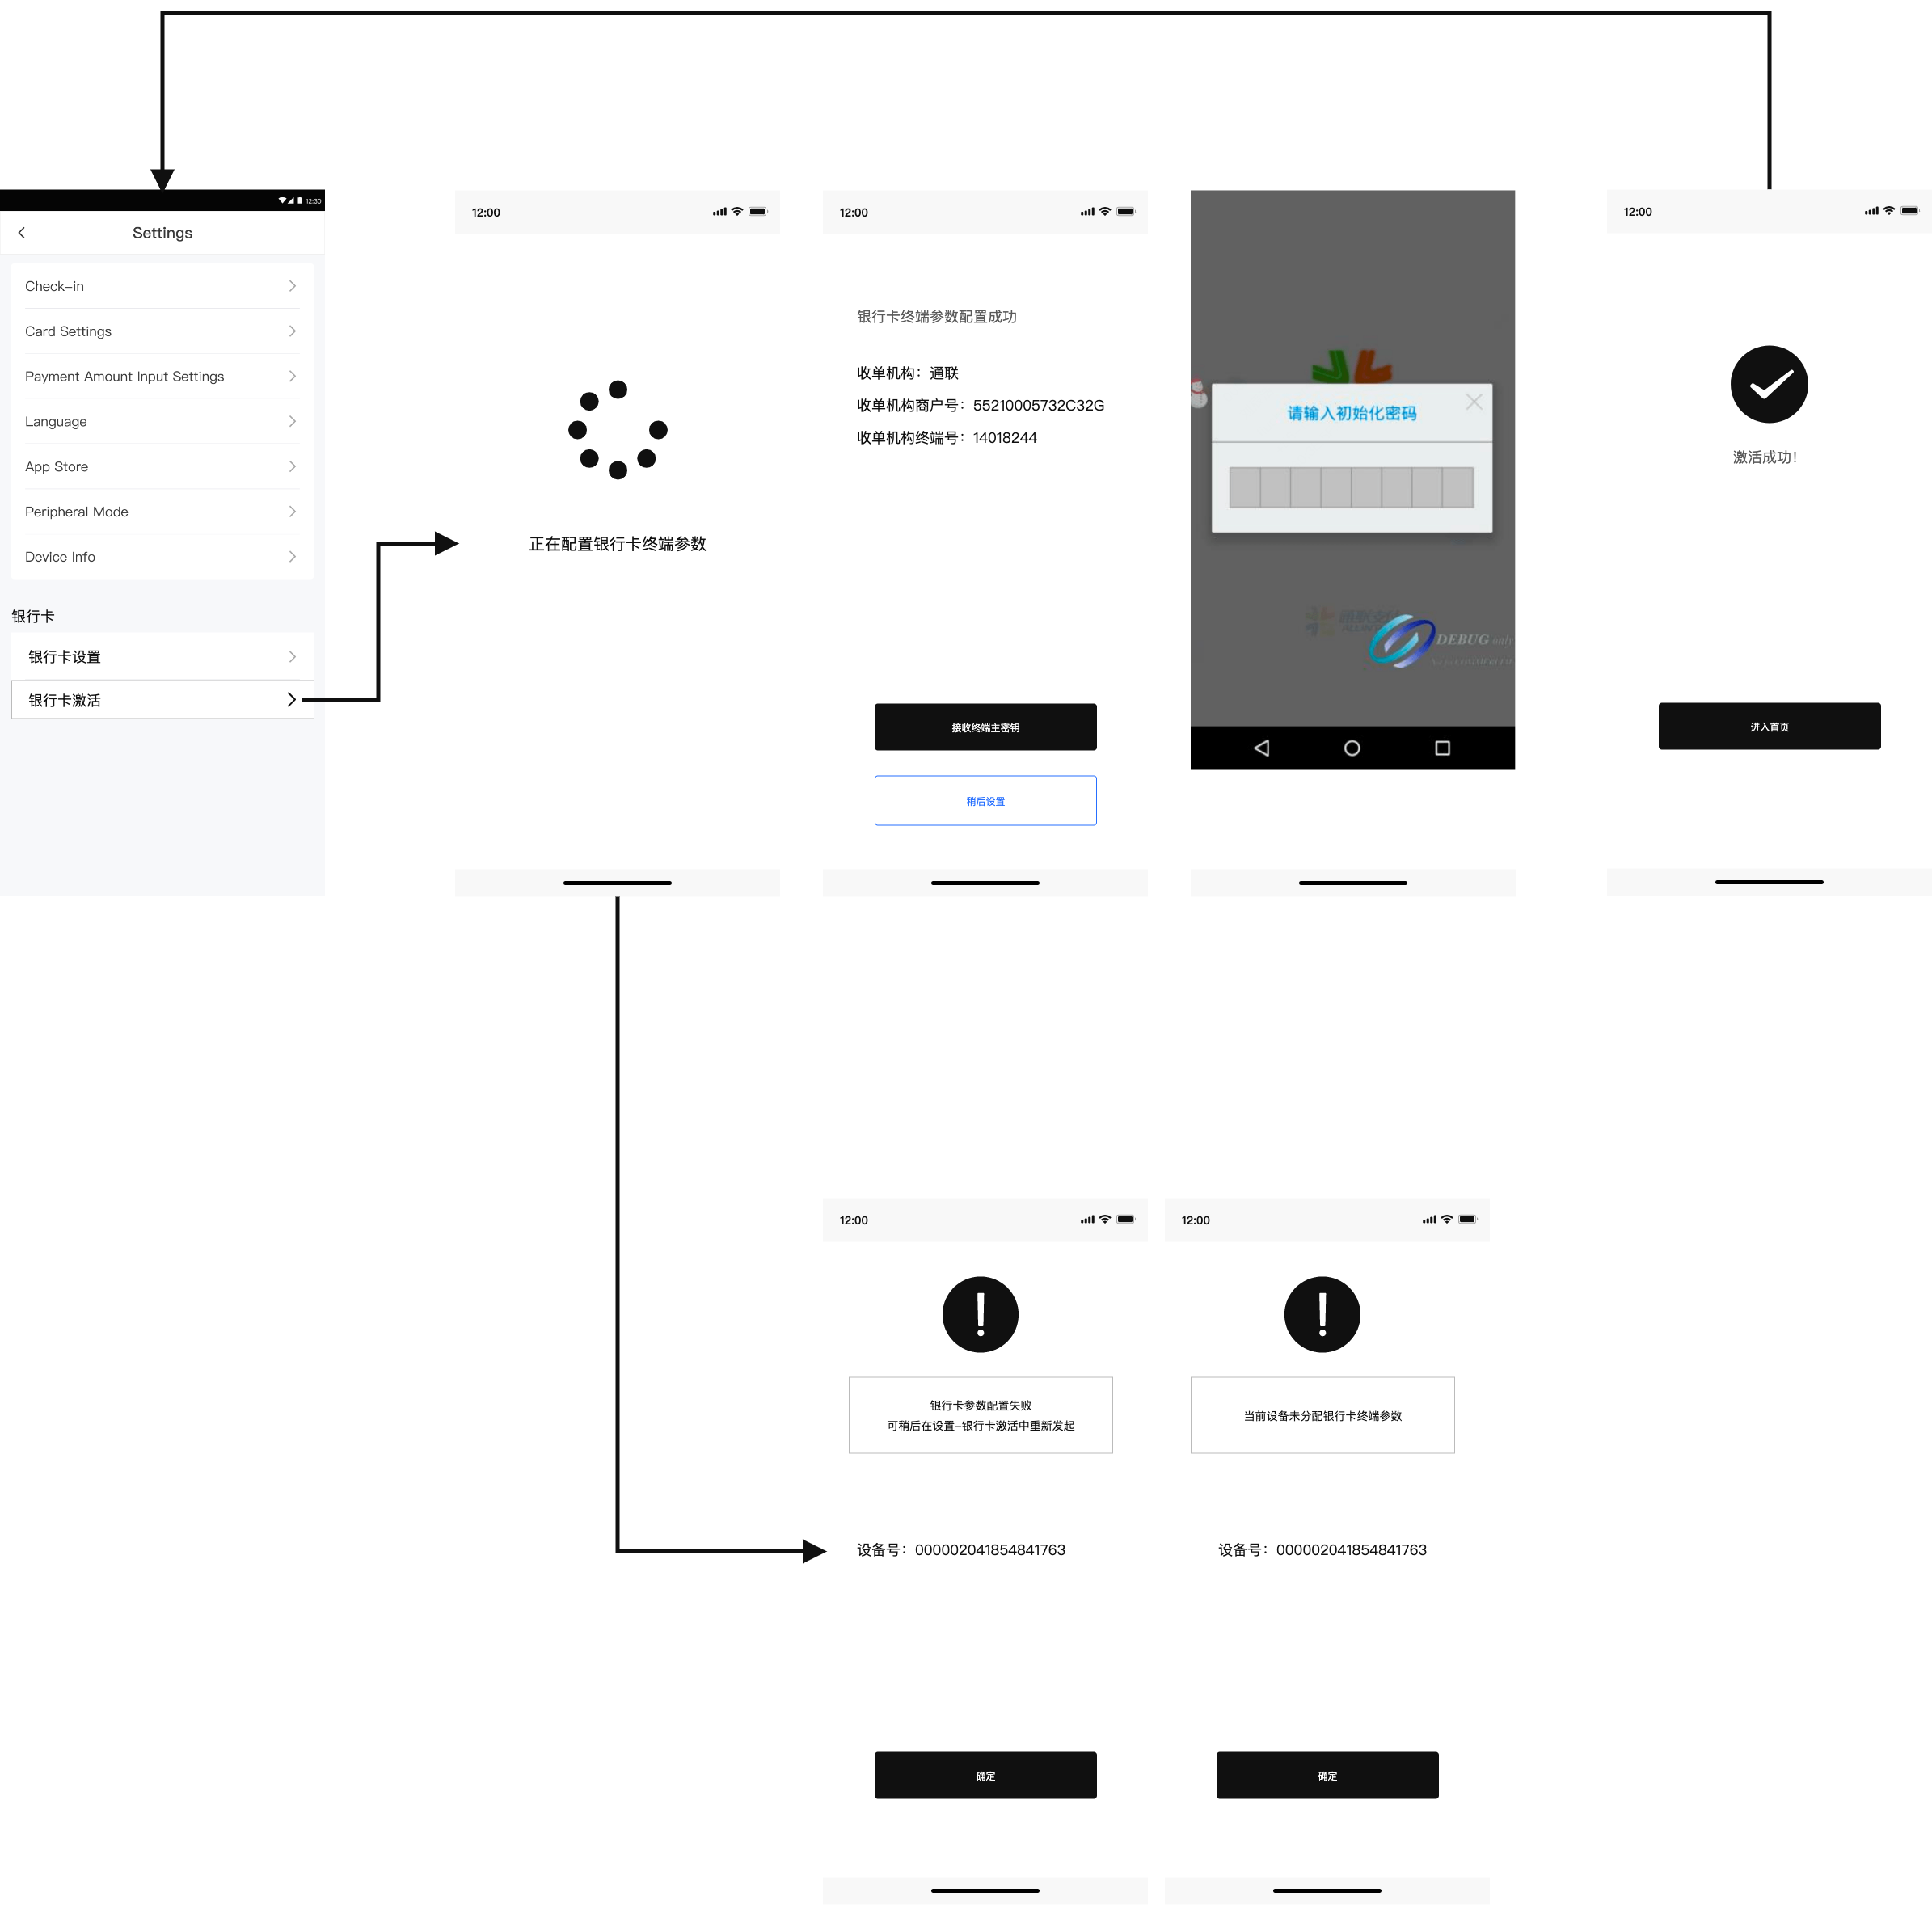 12:30
Settings
Check-in
Card Settings
Payment Amount Input Settings
Language
App Store
Peripheral Mode
Device Info
银行卡
银行卡设置
银行卡激活
12:00
正在配置银行卡终端参数
12:00
银行卡终端参数配置成功
收单机构：通联
收单机构商户号：55210005732C32G
收单机构终端号：14018244
接收终端主密钥
稍后设置
请输入初始化密码
DEBUG only
12:00
激活成功！
进入首页
12:00
银行卡参数配置失败
可稍后在设置-银行卡激活中重新发起
设备号：000002041854841763
确定
12:00
当前设备未分配银行卡终端参数
设备号：000002041854841763
确定